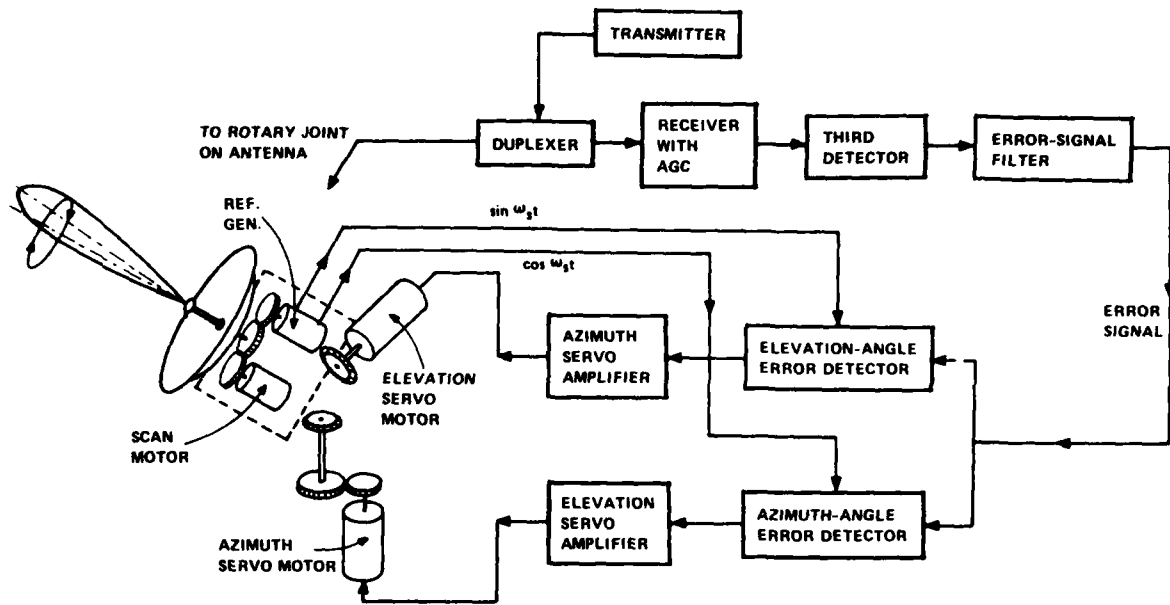 TRANSMITTER
TO ROTARY JOINT
ON ANTENNA
DUPLEXER
RECEIVER
WITH
AGC
THIRD
DETECTOR
ERROR-SIGNAL
FILTER
REF.
GEN.
sin ωst
cos ωst
ERROR
SIGNAL
AZIMUTH
SERVO
AMPLIFIER
ELEVATION-ANGLE
ERROR DETECTOR
ELEVATION
SERVO
MOTOR
SCAN
MOTOR
ELEVATION
SERVO
AMPLIFIER
AZIMUTH-ANGLE
ERROR DETECTOR
AZIMUTH
SERVO MOTOR